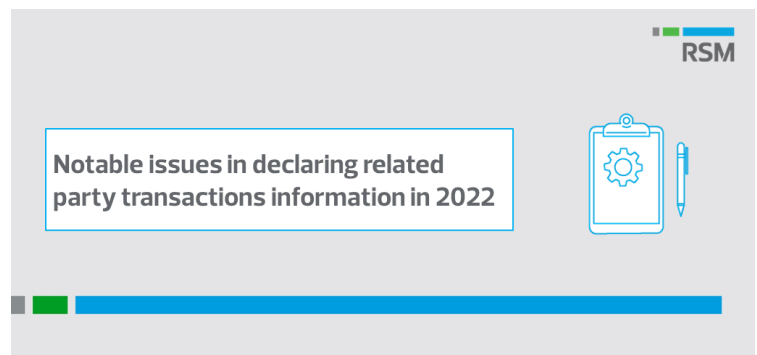 RSM
Notable issues in declaring related
party transactions information in 2022